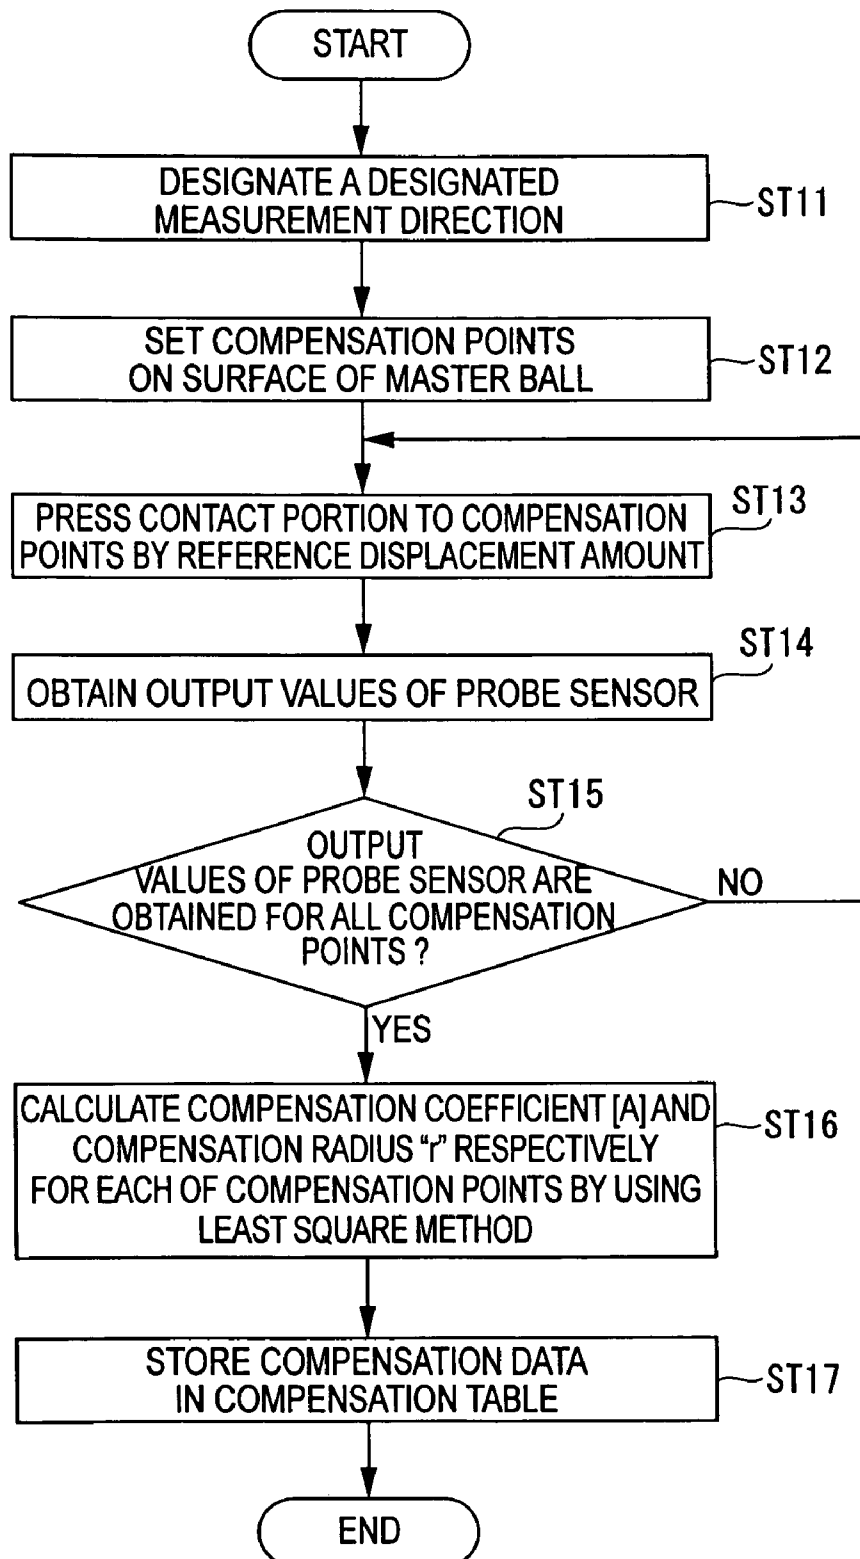 START
DESIGNATE A DESIGNATED
MEASUREMENT DIRECTION
ST11
SET COMPENSATION POINTS
ON SURFACE OF MASTER BALL
ST12
PRESS CONTACT PORTION TO COMPENSATION
POINTS BY REFERENCE DISPLACEMENT AMOUNT
ST13
OBTAIN OUTPUT VALUES OF PROBE SENSOR
ST14
OUTPUT
VALUES OF PROBE SENSOR ARE
OBTAINED FOR ALL COMPENSATION
POINTS ?
ST15
NO
YES
CALCULATE COMPENSATION COEFFICIENT [A] AND
COMPENSATION RADIUS “r” RESPECTIVELY
FOR EACH OF COMPENSATION POINTS BY USING
LEAST SQUARE METHOD
ST16
STORE COMPENSATION DATA
IN COMPENSATION TABLE
ST17
END